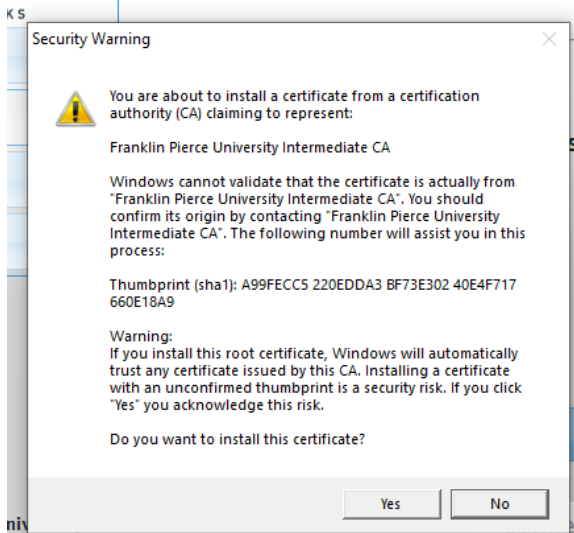 K S
Security Warning
You are about to install a certificate from a certification
authority (CA) claiming to represent:
Franklin Pierce University Intermediate CA
Windows cannot validate that the certificate is actually from
"Franklin Pierce University Intermediate CA". You should
confirm its origin by contacting "Franklin Pierce University
Intermediate CA". The following number will assist you in this
process:
Thumbprint (sha1): A99FECC5 220EDDA3 BF73E302 40E4F717
660E18A9
Warning:
If you install this root certificate, Windows will automatically
trust any certificate issued by this CA. Installing a certificate
with an unconfirmed thumbprint is a security risk. If you click
"Yes" you acknowledge this risk.
Do you want to install this certificate?
Yes No